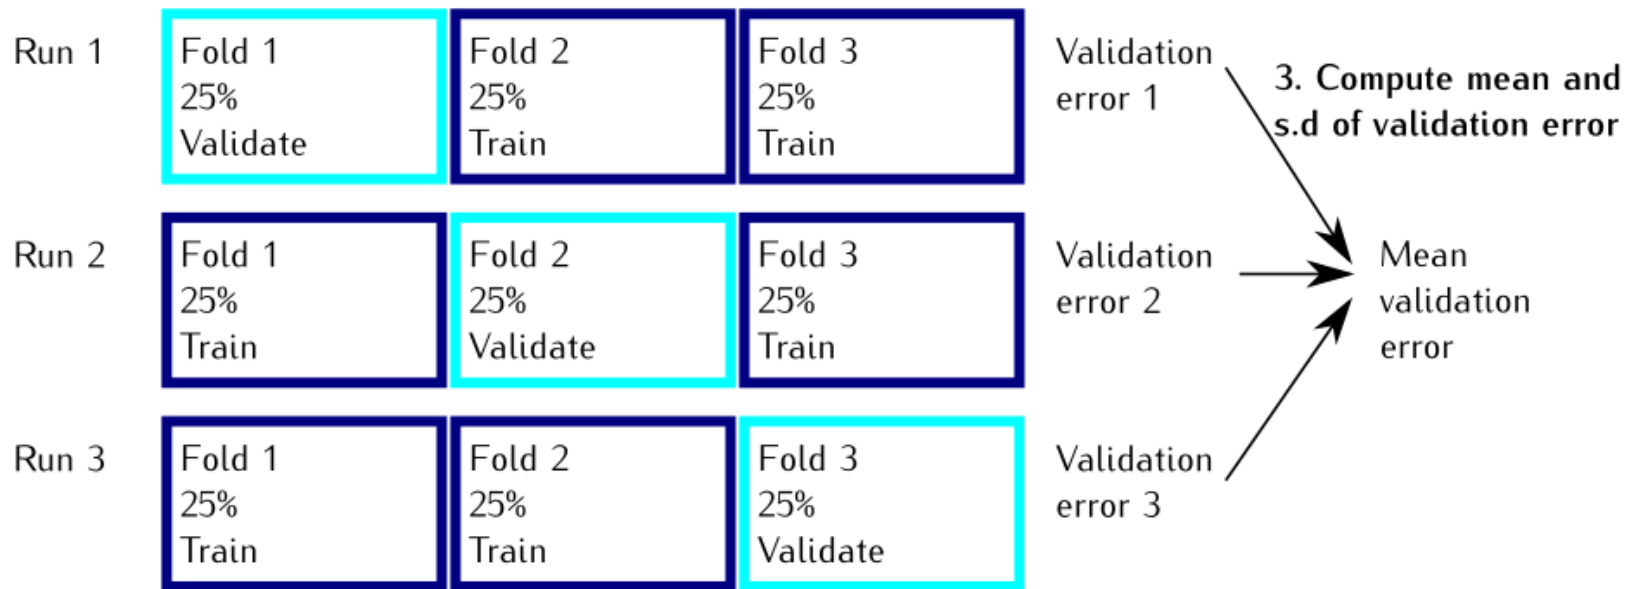 Run 1
Fold 1
25%
Validate
Fold 2
25%
Train
Fold 3
25%
Train
Validation
error 1
3. Compute mean and
s.d of validation error
Run 2
Fold 1
25%
Train
Fold 2
25%
Validate
Fold 3
25%
Train
Validation
error 2
Mean
validation
error
Run 3
Fold 1
25%
Train
Fold 2
25%
Train
Fold 3
25%
Validate
Validation
error 3